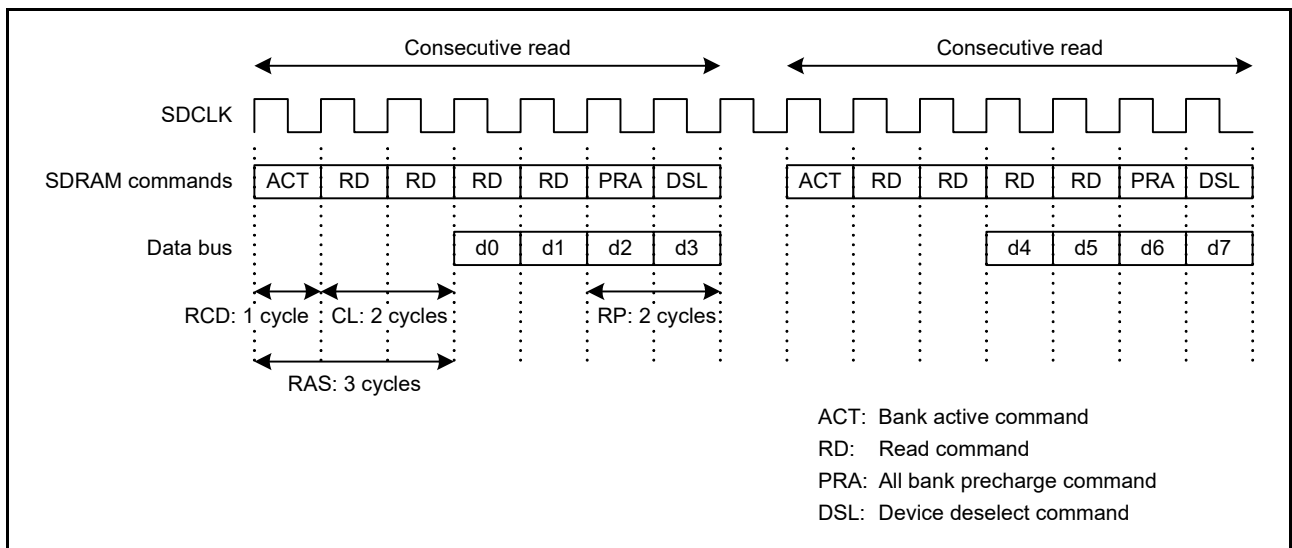 Consecutive read Consecutive read
SDCLK
SDRAM commands ACT RD RD RD RD PRA DSL ACT RD RD RD RD PRA DSL
Data bus d0 d1 d2 d3 d4 d5 d6 d7
RCD: 1 cycle CL: 2 cycles RP: 2 cycles
RAS: 3 cycles
ACT: Bank active command
RD: Read command
PRA: All bank precharge command
DSL: Device deselect command